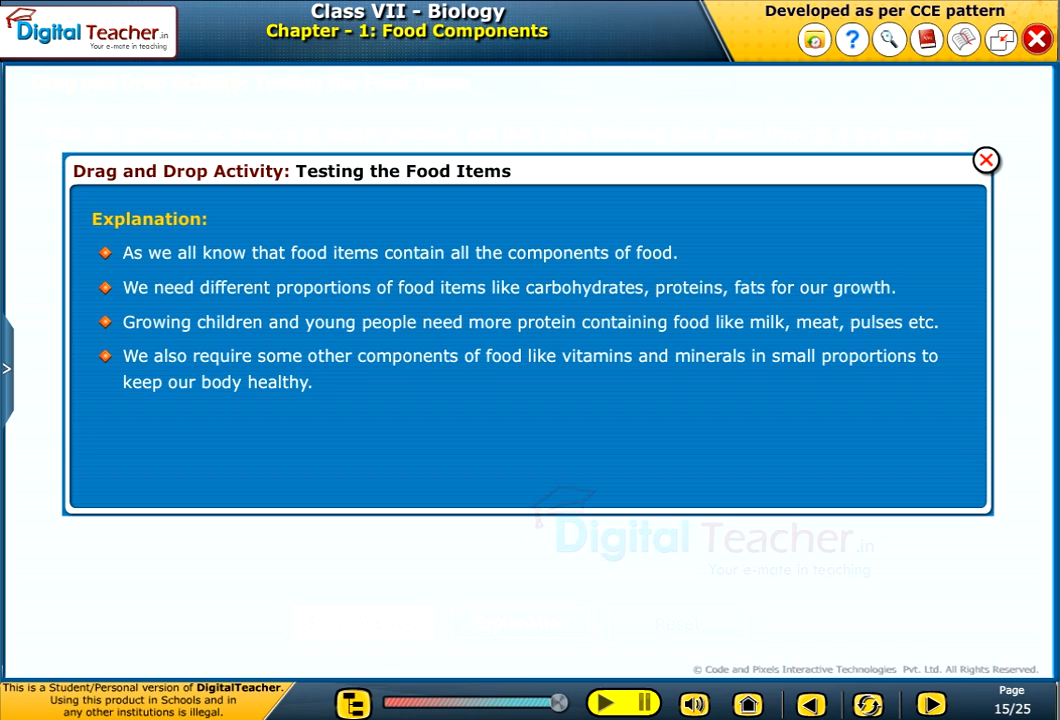 Digital Teacher.in
Your e-mate in teaching
Class VII - Biology
Chapter - 1: Food Components
Developed as per CCE pattern
Drag and Drop Activity: Testing the Food Items
Explanation:
As we all know that food items contain all the components of food.
We need different proportions of food items like carbohydrates, proteins, fats for our growth.
Growing children and young people need more protein containing food like milk, meat, pulses etc.
We also require some other components of food like vitamins and minerals in small proportions to
keep our body healthy.
Digital Teacher.in
Your e-mate in teaching
Reset
© Code and Pixels Interactive Technologies Pvt. Ltd. All Rights Reserved.
This is a Student/Personal version of DigitalTeacher.
Using this product in Schools and in
any other institutions is illegal.
Page
15/25